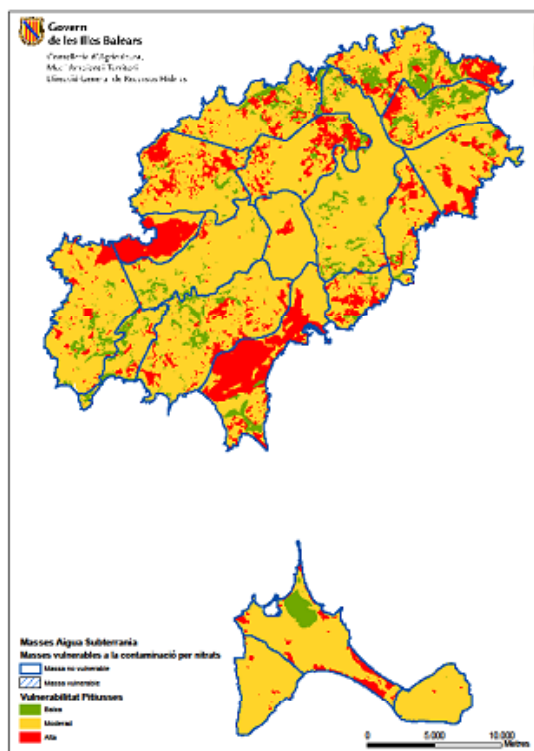 Govern
de les Illes Balears
Conselleria d'Agricultura,
Medi Ambient i Territori
Direcció General de Recursos Hídrics
Masses Aigua Subterrania
Masses vulnerables a la contaminació per nitrats
Massa no vulnerable
Massa vulnerable
Vulnerabilitat Pitiusses
Baixa
Moderad
Alta
0 5.000 10.000
Metres